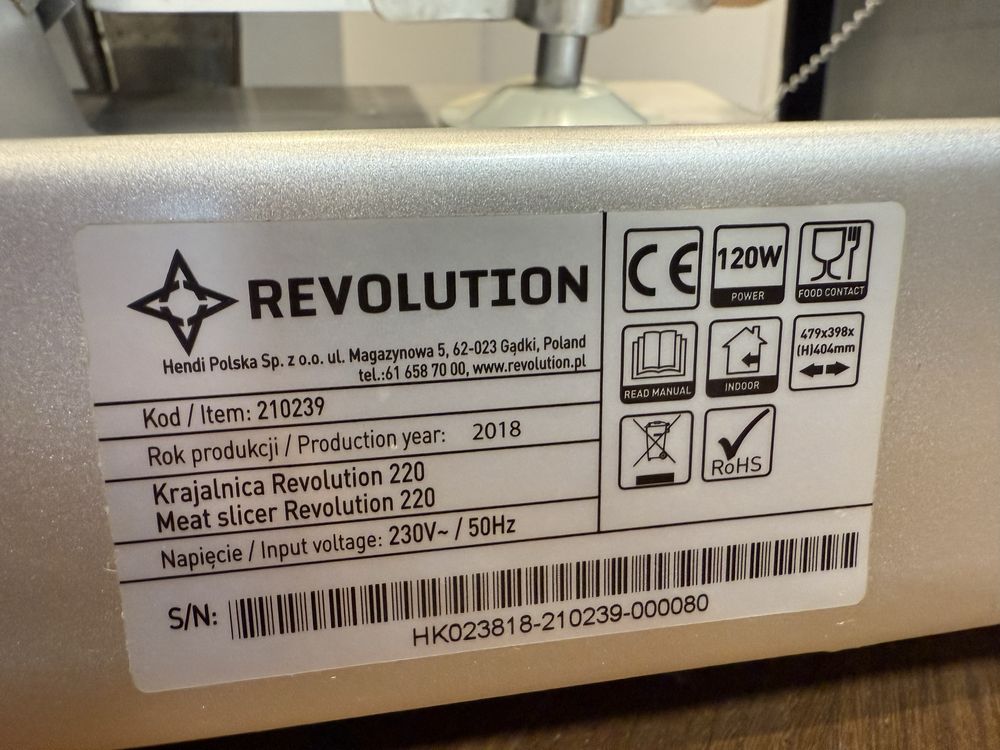 REVOLUTION
Hendi Polska Sp. z o.o. ul. Magazynowa 5, 62-023 Gądki, Poland
tel.:61 658 70 00, www.revolution.pl
Kod / Item: 210239
Rok produkcji / Production year: 2018
Krajalnica Revolution 220
Meat slicer Revolution 220
Napięcie / Input voltage: 230V~ / 50Hz
S/N:
HK023818-210239-000080
CE
120W
POWER
FOOD CONTACT
READ MANUAL
INDOOR
479x398x
(H)404mm
RoHS